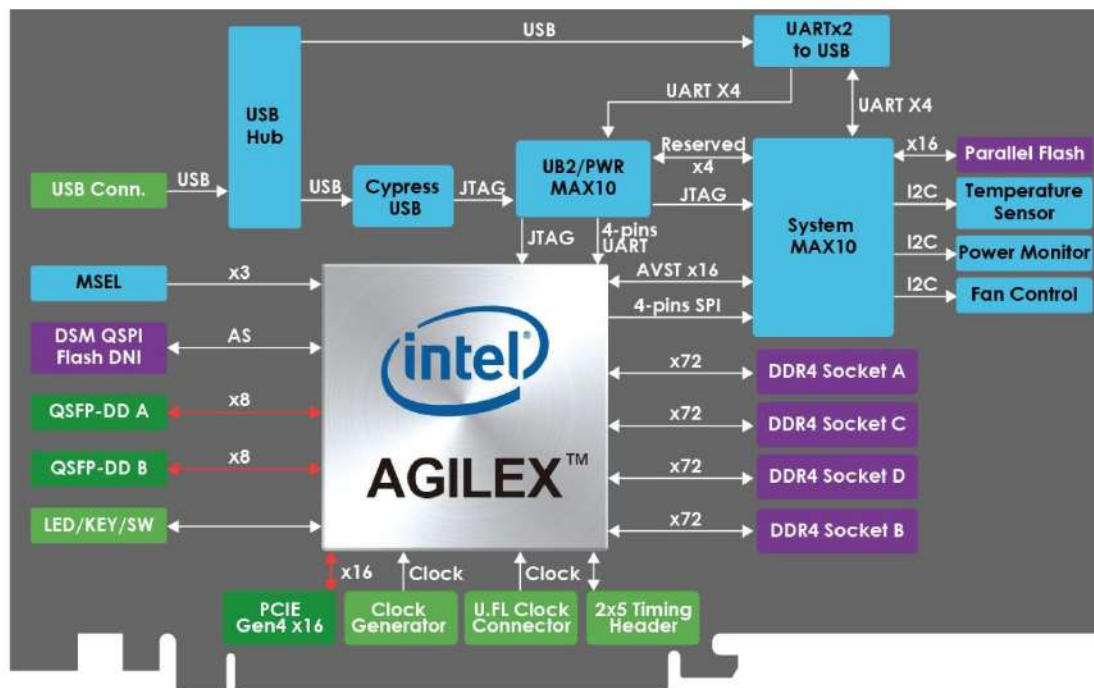 USB
UARTx2
to USB
USB
Hub
UART X4
UART X4
UB2/PWR
MAX10
Reserved
x4
x16
Parallel Flash
USB Conn.
USB
USB
Cypress
USB
JTAG
JTAG
System
MAX10
I2C
Temperature
Sensor
JTAG
4-pins
UART
I2C
Power Monitor
MSEL
x3
AVST x16
I2C
Fan Control
4-pins SPI
DSM QSPI
Flash DNI
AS
intel
x72
DDR4 Socket A
QSFP-DD A
x8
x72
DDR4 Socket C
QSFP-DD B
x8
AGILEX™
x72
DDR4 Socket D
LED/KEY/SW
x72
DDR4 Socket B
x16
Clock
Clock
PCIE
Gen4 x16
Clock
Generator
U.FL Clock
Connector
2x5 Timing
Header